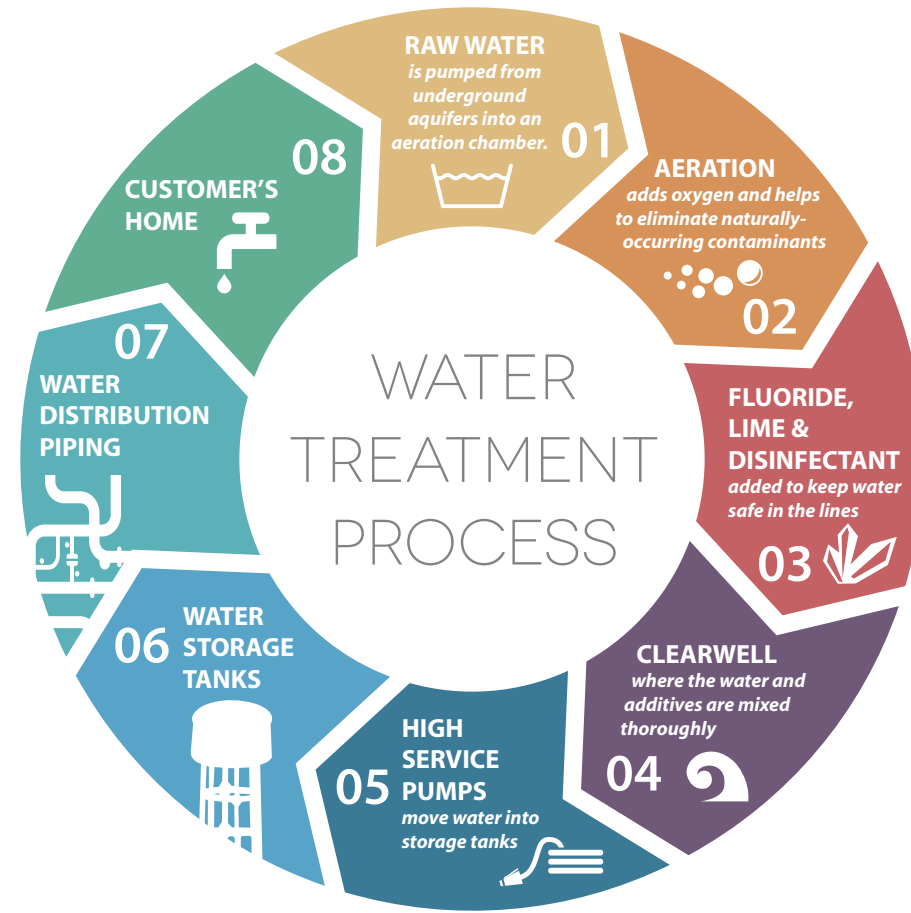 WATER
TREATMENT
PROCESS
RAW WATER
is pumped from
underground
aquifers into an
aeration chamber.
01
AERATION
adds oxygen and helps
to eliminate naturally-
occurring contaminants
02
FLUORIDE,
LIME &
DISINFECTANT
added to keep water
safe in the lines
03
CLEARWELL
where the water and
additives are mixed
thoroughly
04
HIGH
SERVICE
PUMPS
move water into
storage tanks
05
WATER
STORAGE
TANKS
06
07
WATER
DISTRIBUTION
PIPING
08
CUSTOMER'S
HOME